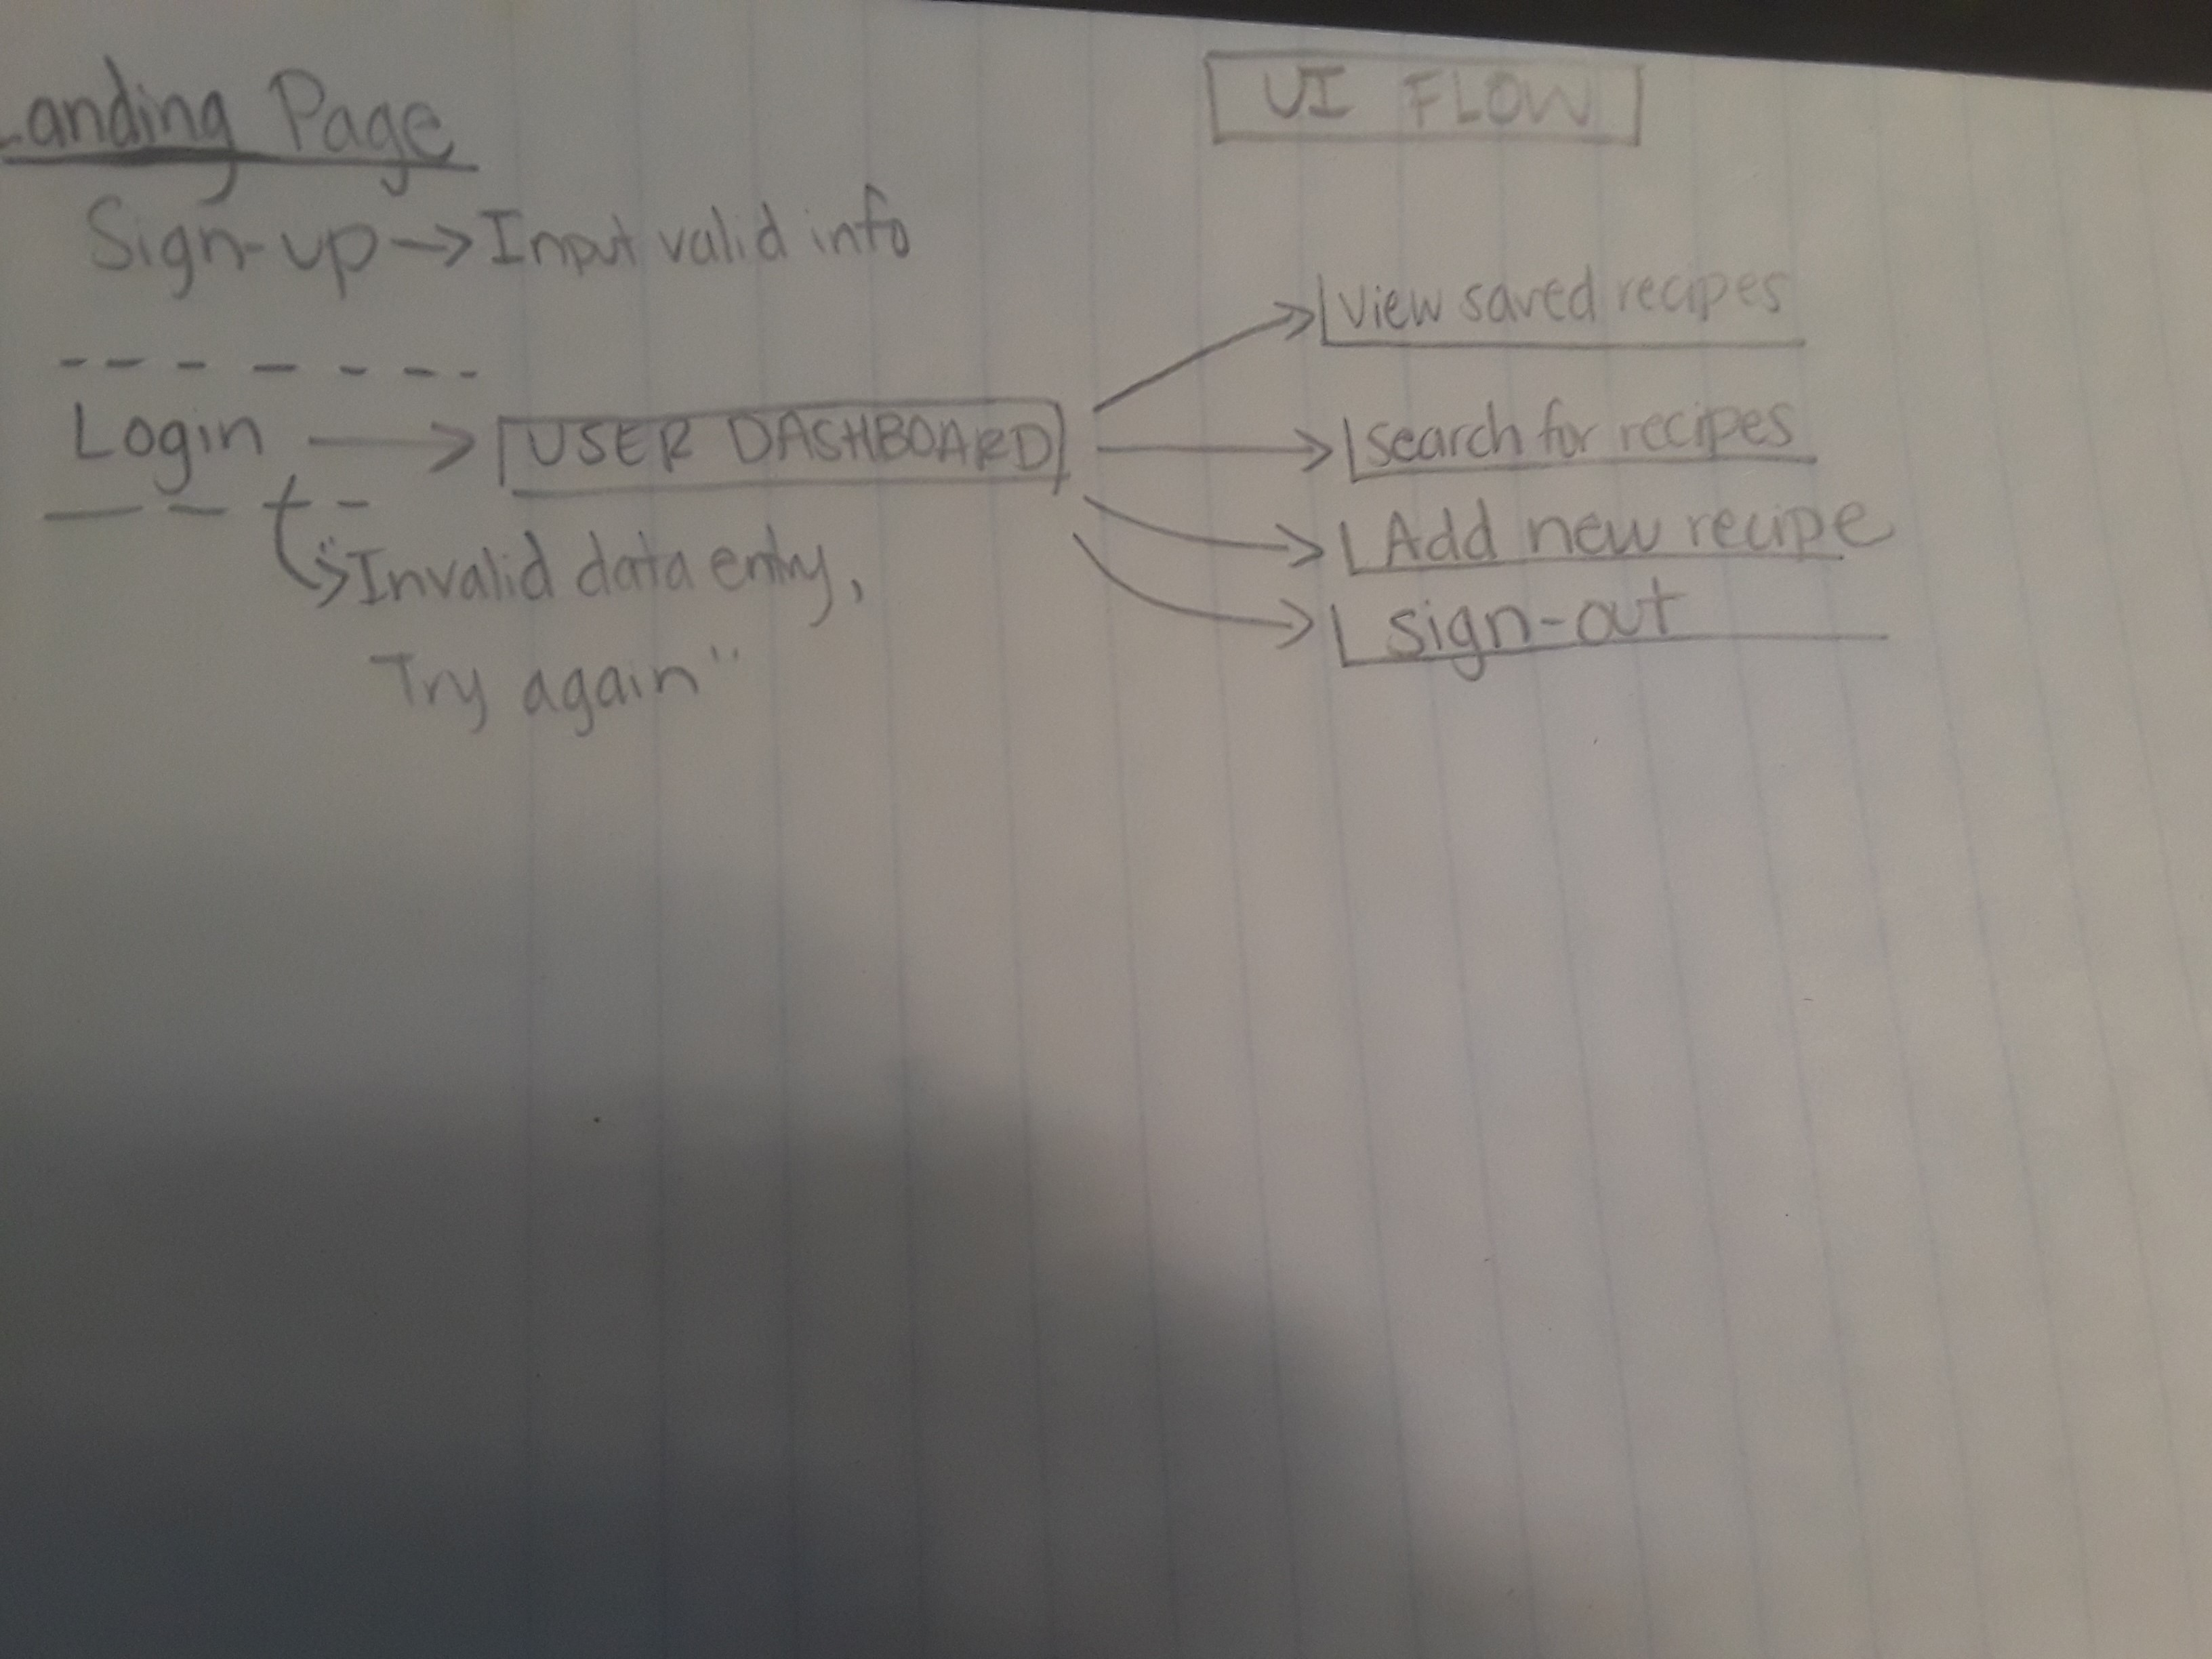 UI FLOW
Landing Page
Sign-up → Input valid info
Login → USER DASHBOARD
"Invalid data entry,
Try again"
View saved recipes
search for recipes
Add new recipe
sign-out